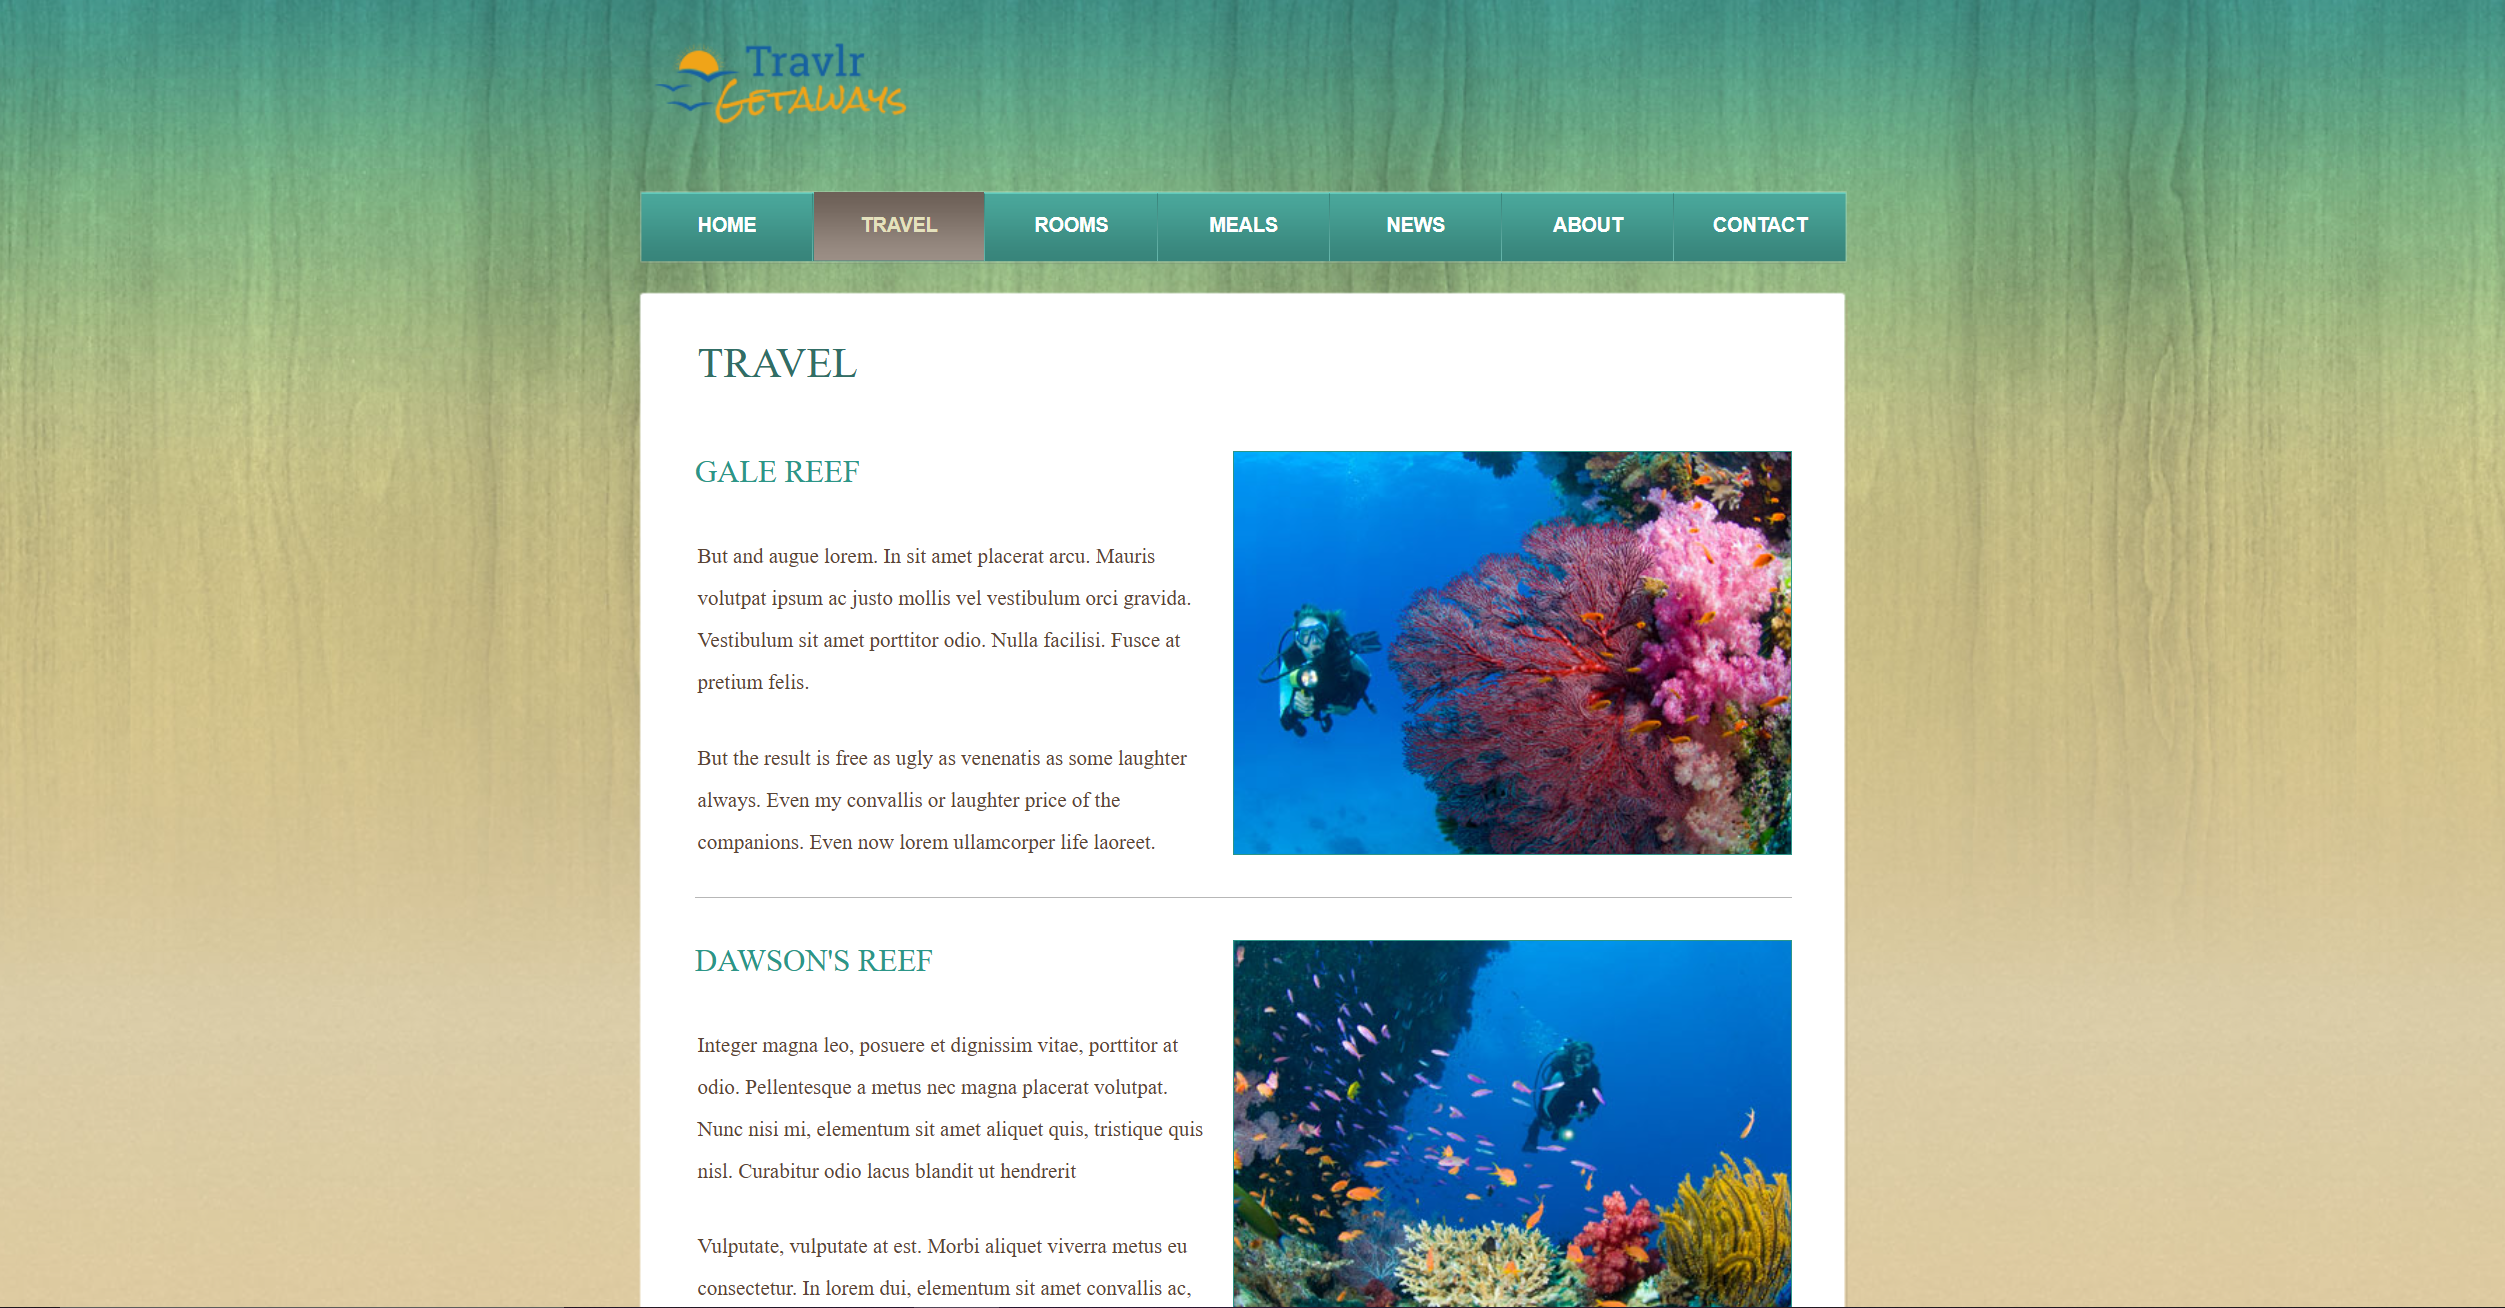 Travlr
Getaways
HOME TRAVEL ROOMS MEALS NEWS ABOUT CONTACT
TRAVEL
GALE REEF
But and augue lorem. In sit amet placerat arcu. Mauris
volutpat ipsum ac justo mollis vel vestibulum orci gravida.
Vestibulum sit amet porttitor odio. Nulla facilisi. Fusce at
pretium felis.
But the result is free as ugly as venenatis as some laughter
always. Even my convallis or laughter price of the
companions. Even now lorem ullamcorper life laoreet.
DAWSON'S REEF
Integer magna leo, posuere et dignissim vitae, porttitor at
odio. Pellentesque a metus nec magna placerat volutpat.
Nunc nisi mi, elementum sit amet aliquet quis, tristique quis
nisl. Curabitur odio lacus blandit ut hendrerit
Vulputate, vulputate at est. Morbi aliquet viverra metus eu
consectetur. In lorem dui, elementum sit amet convallis ac,